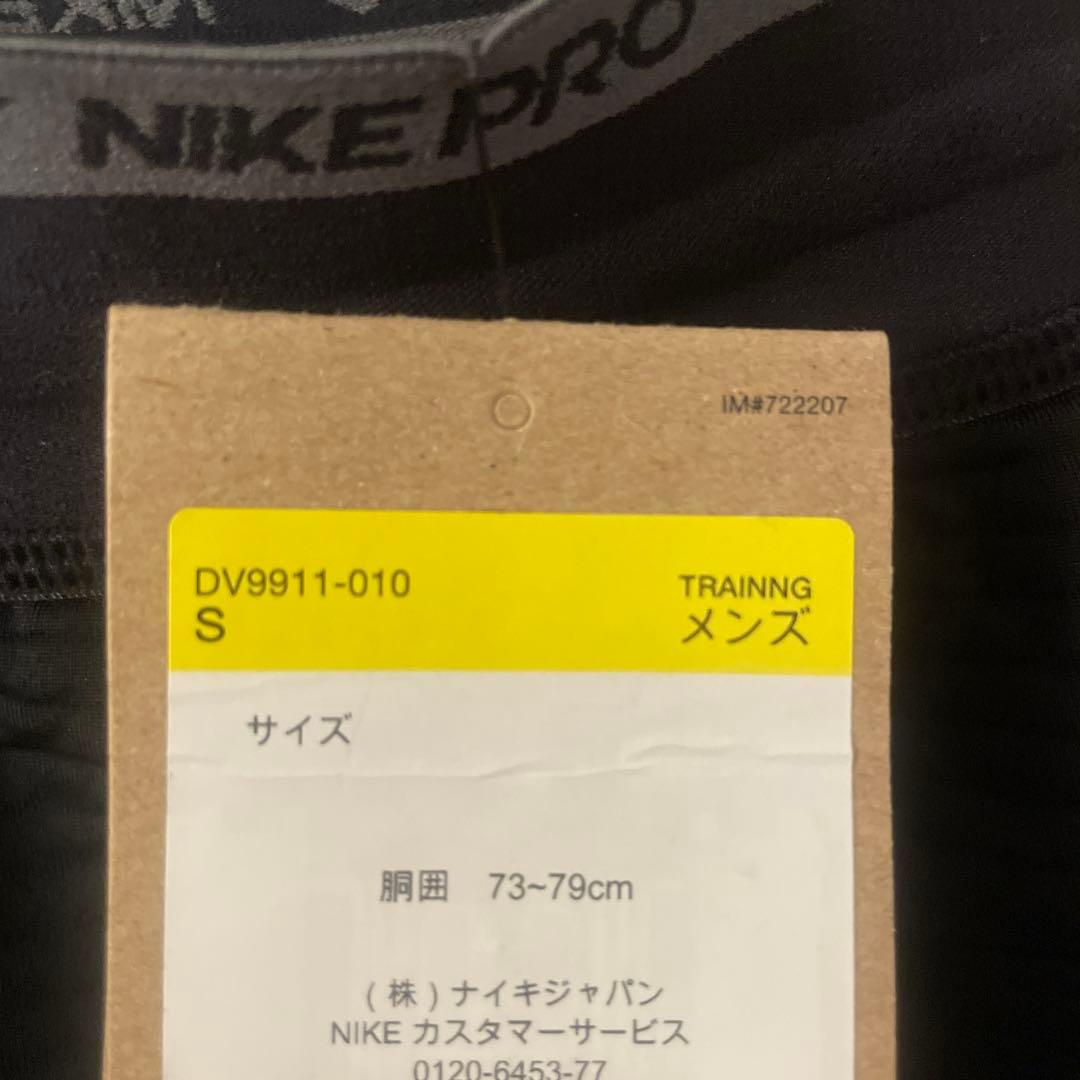 NIKE PRO
IM#722207
DV9911-010
TRAINNG
S
メンズ
サイズ
胴囲 73~79cm
(株)ナイキジャパン
NIKE カスタマーサービス
0120-6453-77